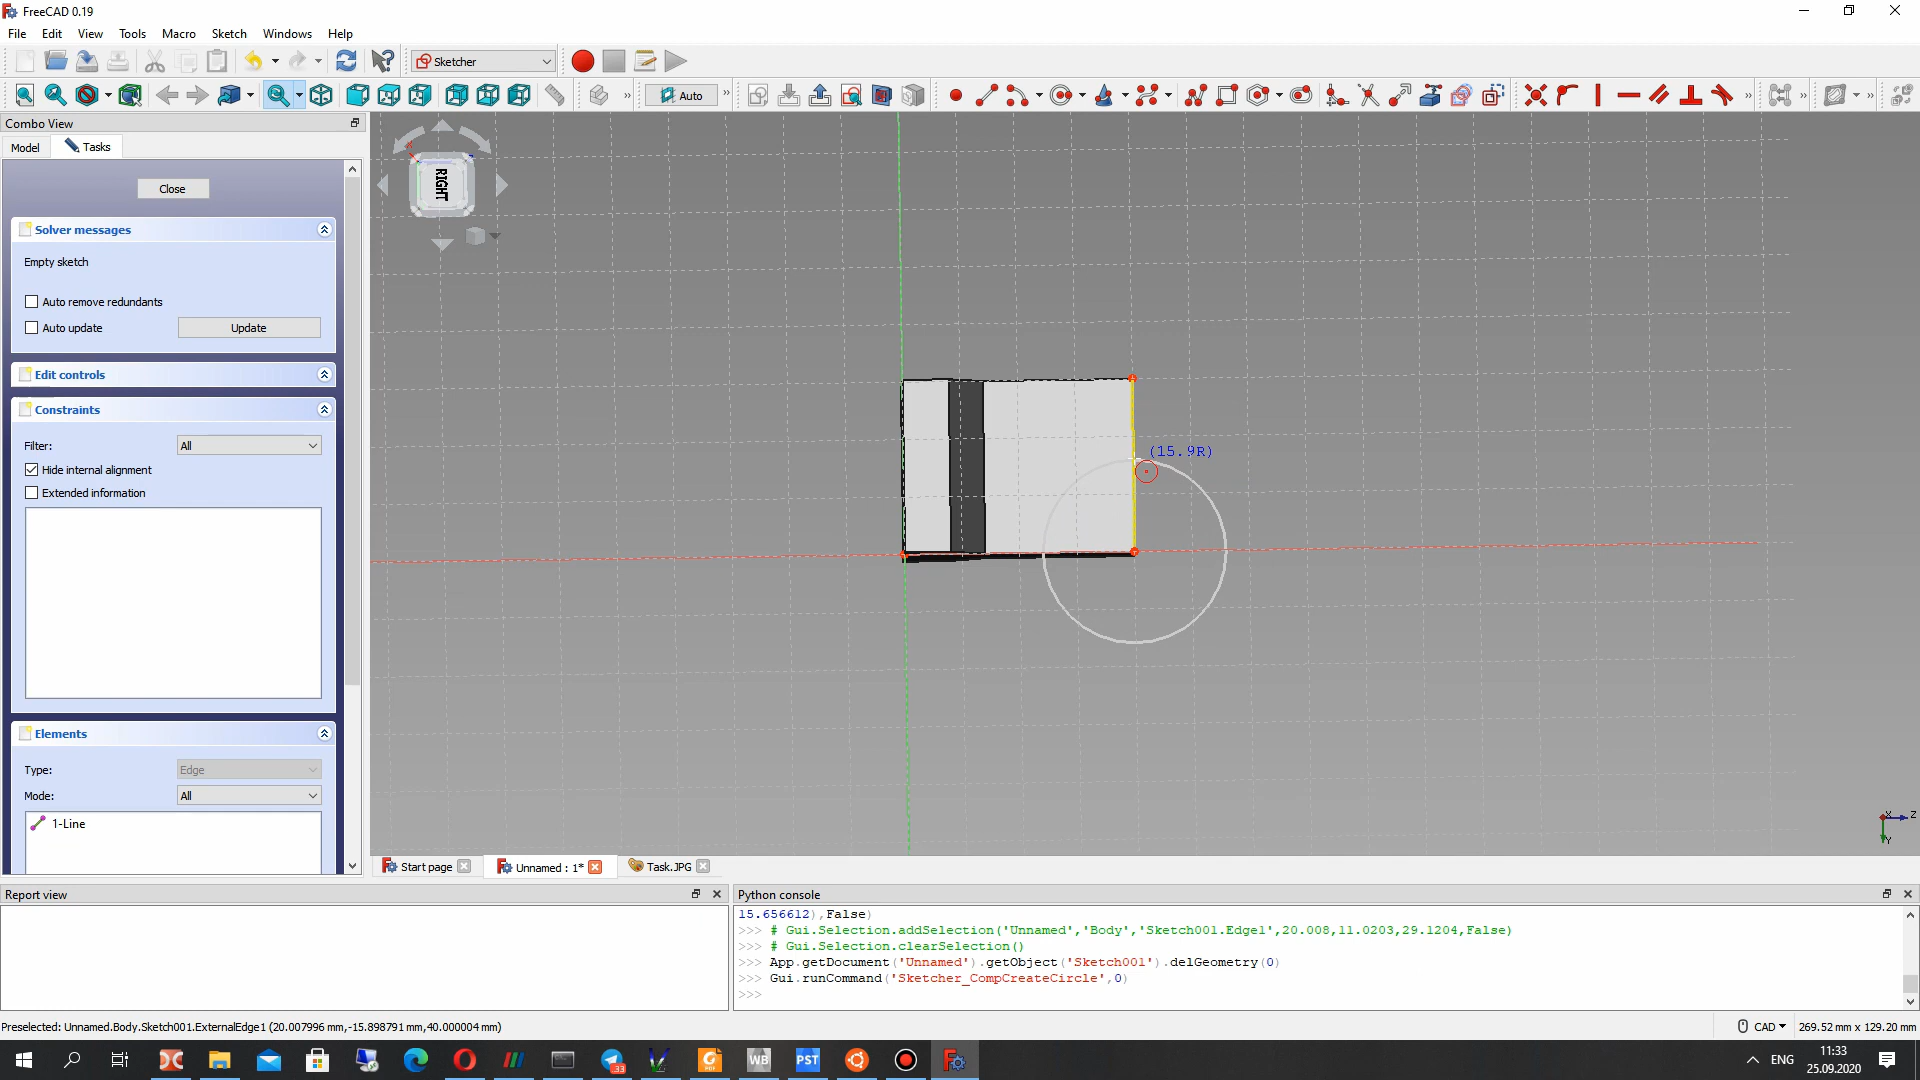 FreeCAD 0.19
File Edit View Tools Macro Sketch Windows Help
Sketcher
Auto
Combo View
Model Tasks
Close
Solver messages
Empty sketch
Auto remove redundants
Auto update Update
Edit controls
Constraints
Filter: All
Hide internal alignment
Extended information
Elements
Type: Edge
Mode: All
1-Line
RIGHT
(15.9R)
X Z
Y
Start page Unnamed : 1* Task.JPG
Report view
Python console
15.656612),False)
>>> # Gui.Selection.addSelection('Unnamed','Body','Sketch001.Edge1',20.008,11.0203,29.1204,False)
>>> # Gui.Selection.clearSelection()
>>> App.getDocument('Unnamed').getObject('Sketch001').delGeometry(0)
>>> Gui.runCommand('Sketcher_CompCreateCircle',0)
>>>
Preselected: Unnamed.Body.Sketch001.ExternalEdge1 (20.007996 mm,-15.898791 mm,40.000004 mm)
CAD 269.52 mm x 129.20 mm
33
WB
PST
ENG
11:33
25.09.2020